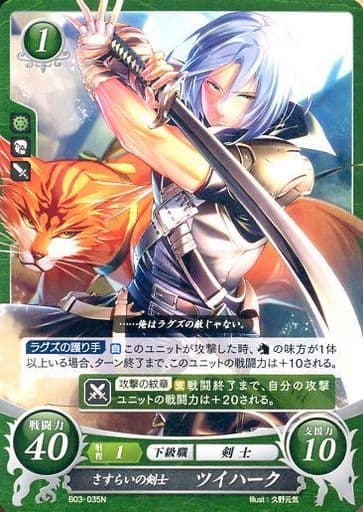 1
……俺はラグズの敵じゃない。
ラグズの護り手 自 このユニットが攻撃した時、の味方が1体
以上いる場合、ターン終了まで、このユニットの戦闘力は+10される。
攻撃の紋章 攻 戦闘終了まで、自分の攻撃
ユニットの戦闘力は+20される。
戦闘力
40
射程 1
下級職
剣士
支援力
10
さすらいの剣士 ツイハーク
B03-035N
Illust:久野元気